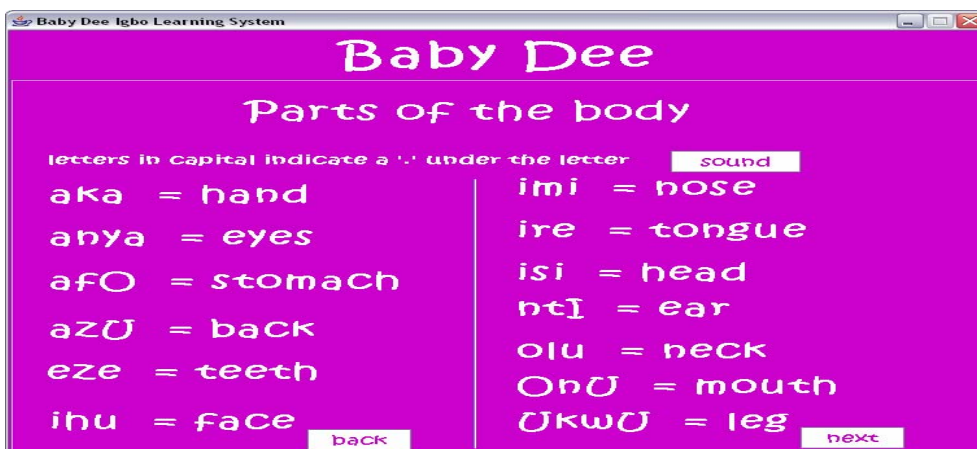 Baby Dee Igbo Learning System
Baby Dee
Parts of the body
letters in capital indicate a '.' under the letter
sound
aka = hand
anya = eyes
afO = stomach
azU = back
eze = teeth
ihu = face
back
imi = nose
ire = tongue
isi = head
ntI = ear
olu = neck
OnU = mouth
UkwU = leg
next